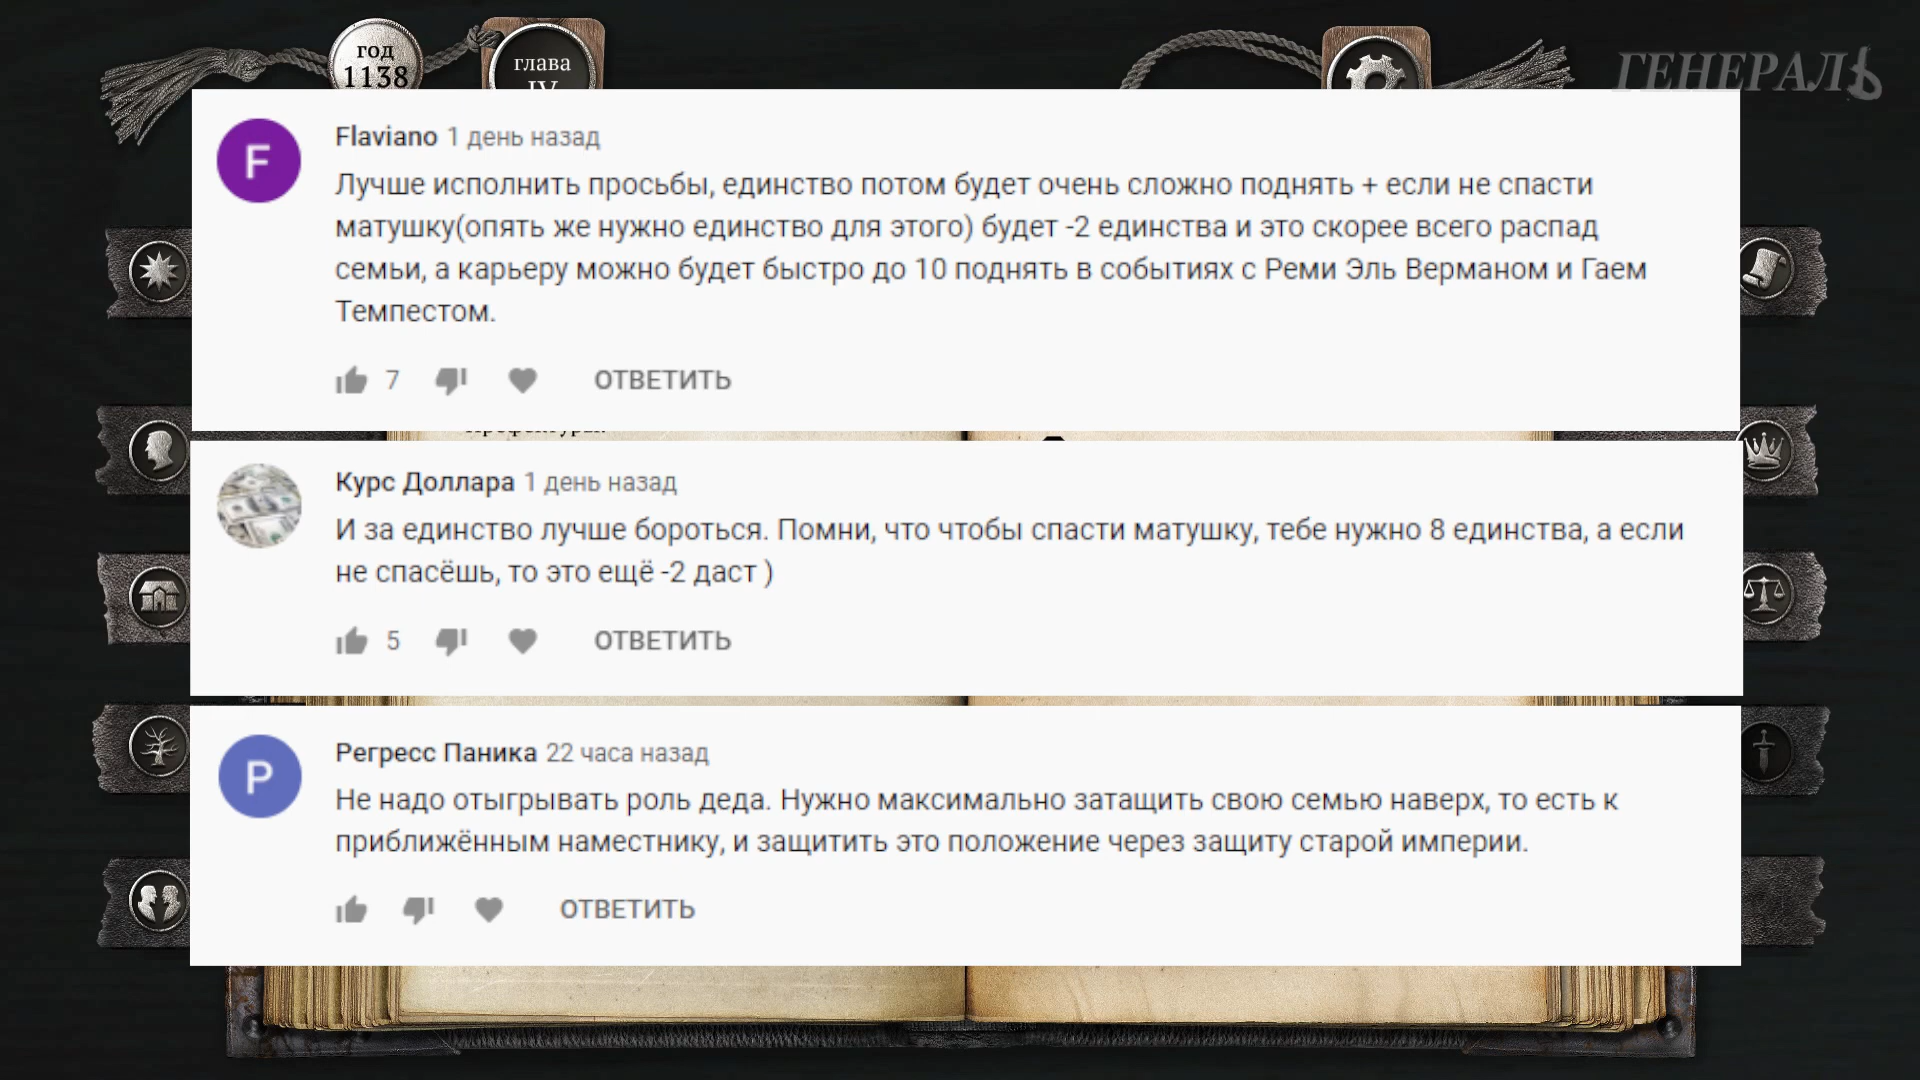 год
1138
глава
IV
ГЕНЕРАЛЪ
Flaviano 1 день назад
Лучше исполнить просьбы, единство потом будет очень сложно поднять + если не спасти
матушку(опять же нужно единство для этого) будет -2 единства и это скорее всего распад
семьи, а карьеру можно будет быстро до 10 поднять в событиях с Реми Эль Верманом и Гаем
Темпестом.
7 ОТВЕТИТЬ
Курс Доллара 1 день назад
И за единство лучше бороться. Помни, что чтобы спасти матушку, тебе нужно 8 единства, а если
не спасёшь, то это ещё -2 даст )
5 ОТВЕТИТЬ
Регресс Паника 22 часа назад
Не надо отыгрывать роль деда. Нужно максимально затащить свою семью наверх, то есть к
приближённым наместнику, и защитить это положение через защиту старой империи.
ОТВЕТИТЬ